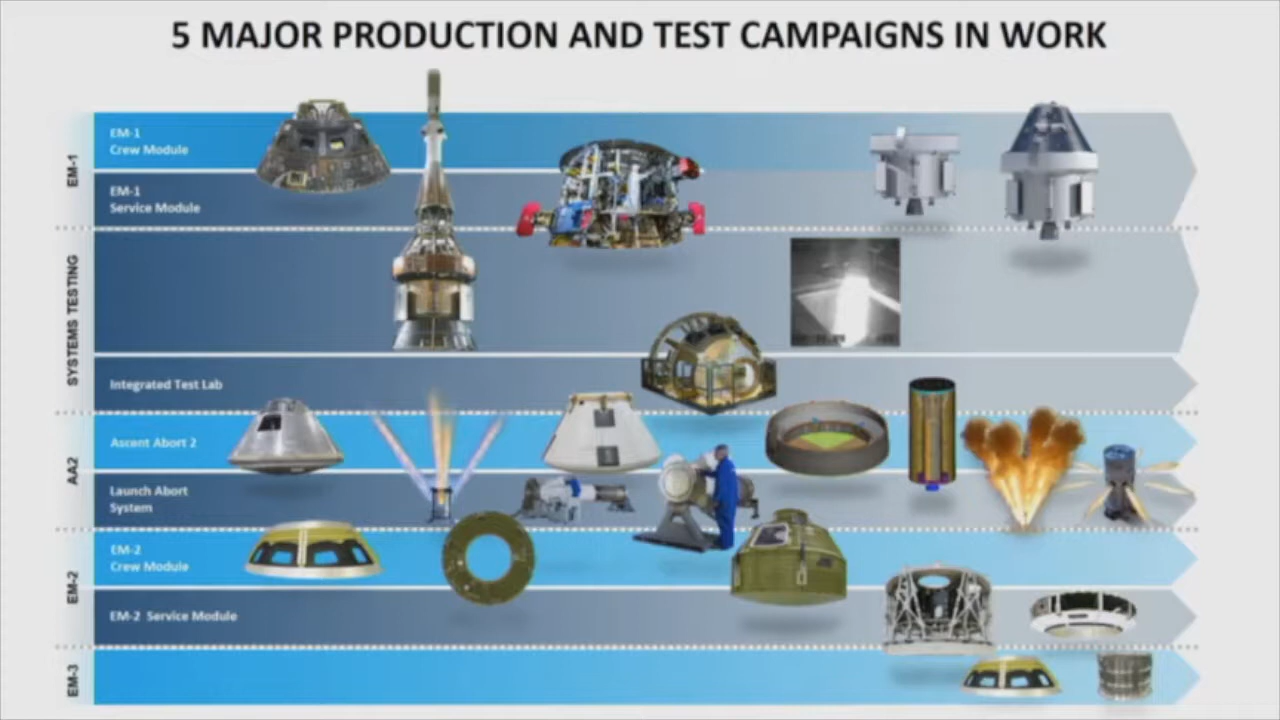 5 MAJOR PRODUCTION AND TEST CAMPAIGNS IN WORK
EM-1
EM-1
Crew Module
EM-1
Service Module
SYSTEMS TESTING
Integrated Test Lab
AA2
Ascent Abort 2
Launch Abort
System
EM-2
EM-2
Crew Module
EM-2 Service Module
EM-3